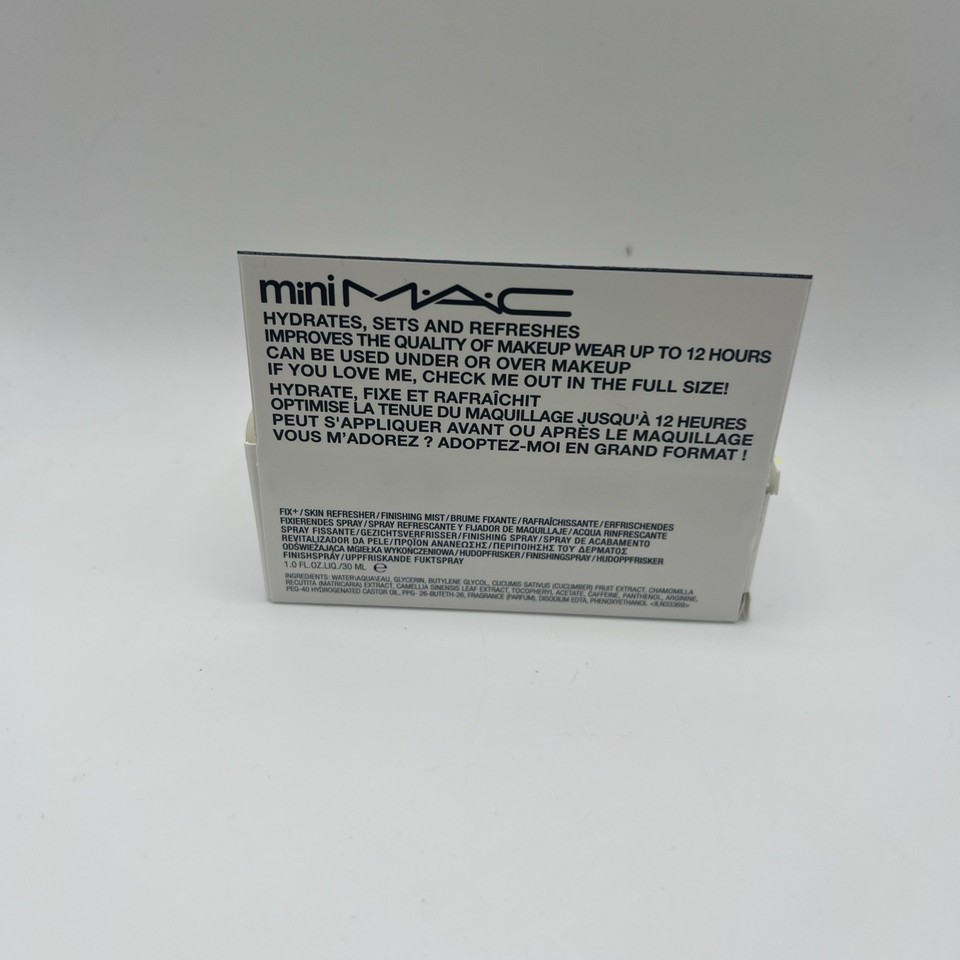 mini M·A·C
HYDRATES, SETS AND REFRESHES
IMPROVES THE QUALITY OF MAKEUP WEAR UP TO 12 HOURS
CAN BE USED UNDER OR OVER MAKEUP
IF YOU LOVE ME, CHECK ME OUT IN THE FULL SIZE!
HYDRATE, FIXE ET RAFRAÎCHIT
OPTIMISE LA TENUE DU MAQUILLAGE JUSQU'À 12 HEURES
PEUT S'APPLIQUER AVANT OU APRÈS LE MAQUILLAGE
VOUS M'ADOREZ ? ADOPTEZ-MOI EN GRAND FORMAT !
FIX+/SKIN REFRESHER/FINISHING MIST/BRUME FIXANTE/RAFRAÎCHISSANTE/ERFRISCHENDES
FIXIERENDES SPRAY/SPRAY REFRESCANTE Y FIJADOR DE MAQUILLAJE/ACQUA RINFRESCANTE
SPRAY FISSANTE/GEZICHTSVERFRISSER/FINISHING SPRAY/SPRAY DE ACABAMENTO
REVITALIZADOR DA PELE/ΠΡΟΪΟΝ ΑΝΑΝΕΩΣΗΣ/ΠΕΡΙΠΟΙΗΣΗΣ ΤΟΥ ΔΕΡΜΑΤΟΣ
ODŚWIEŻAJĄCA MGIEŁKA WYKOŃCZENIOWA/HUDOPFRISKER/FINISHINGSPRAY/HUDOPPFRISKER
FINISHSPRÄY/UPPFRISKANDE FUKTSPRAY
1.0 FL.OZ.LIQ./30 ML ℮
INGREDIENTS: WATER\AQUA\EAU, GLYCERIN, BUTYLENE GLYCOL, CUCUMIS SATIVUS (CUCUMBER) FRUIT EXTRACT, CHAMOMILLA
RECUTITA (MATRICARIA) EXTRACT, CAMELLIA SINENSIS LEAF EXTRACT, TOCOPHERYL ACETATE, CAFFEINE, PANTHENOL, ARGININE,
PEG-40 HYDROGENATED CASTOR OIL, PPG-26-BUTETH-26, FRAGRANCE (PARFUM), DISODIUM EDTA, PHENOXYETHANOL